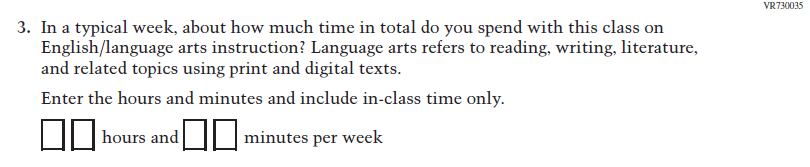 VR730035
3. In a typical week, about how much time in total do you spend with this class on
English/language arts instruction? Language arts refers to reading, writing, literature,
and related topics using print and digital texts.
Enter the hours and minutes and include in-class time only.
hours and minutes per week